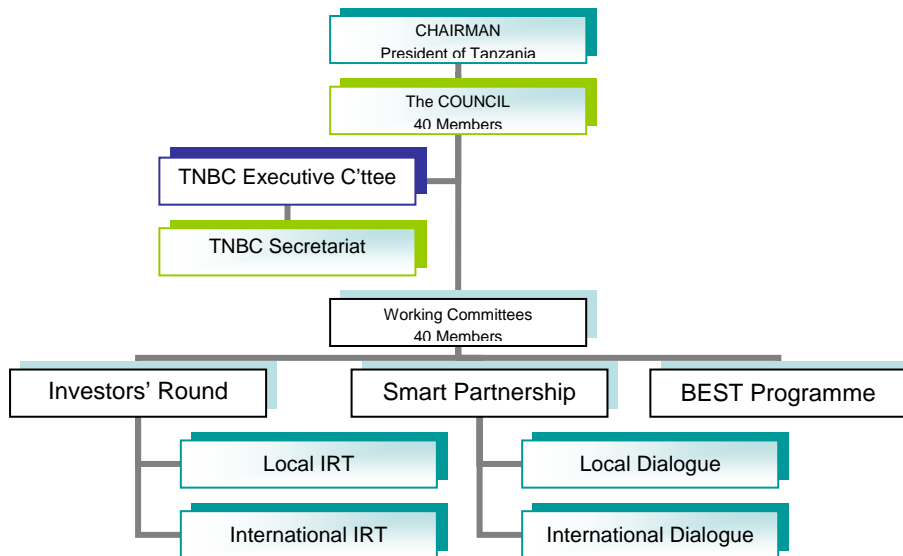 CHAIRMAN
President of Tanzania
The COUNCIL
40 Members
TNBC Executive C'ttee
TNBC Secretariat
Working Committees
40 Members
Investors' Round
Smart Partnership
BEST Programme
Local IRT
Local Dialogue
International IRT
International Dialogue